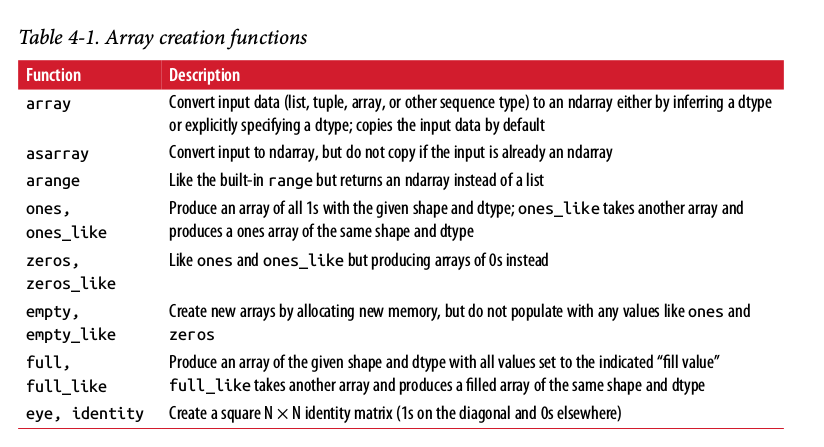 Table 4-1. Array creation functions
Function Description
array Convert input data (list, tuple, array, or other sequence type) to an ndarray either by inferring a dtype
or explicitly specifying a dtype; copies the input data by default
asarray Convert input to ndarray, but do not copy if the input is already an ndarray
arange Like the built-in range but returns an ndarray instead of a list
ones, Produce an array of all 1s with the given shape and dtype; ones_like takes another array and
ones_like produces a ones array of the same shape and dtype
zeros, Like ones and ones_like but producing arrays of 0s instead
zeros_like
empty, Create new arrays by allocating new memory, but do not populate with any values like ones and
empty_like zeros
full, Produce an array of the given shape and dtype with all values set to the indicated “fill value”
full_like full_like takes another array and produces a filled array of the same shape and dtype
eye, identity Create a square N × N identity matrix (1s on the diagonal and 0s elsewhere)